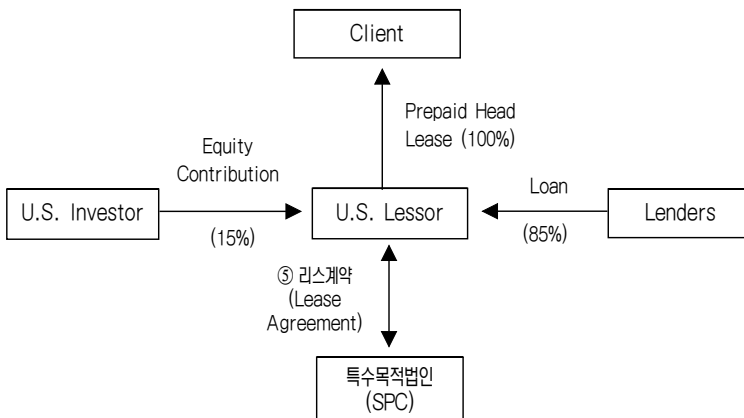 Client
Prepaid Head
Lease (100%)
Equity
Contribution
Loan
U.S. Investor
U.S. Lessor
Lenders
(15%)
(85%)
⑤ 리스계약
(Lease
Agreement)
특수목적법인
(SPC)